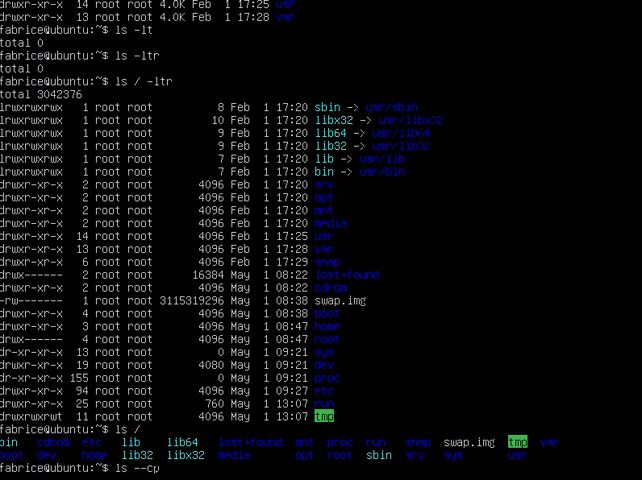 drwxr-xr-x 14 root root 4.0K Feb 1 17:25 usr
drwxr-xr-x 13 root root 4.0K Feb 1 17:28 var
fabrice@ubuntu:~$ ls -lt
total 0
fabrice@ubuntu:~$ ls -ltr
total 0
fabrice@ubuntu:~$ ls / -ltr
total 3042376
lrwxrwxrwx 1 root root 8 Feb 1 17:20 sbin -> usr/sbin
lrwxrwxrwx 1 root root 10 Feb 1 17:20 libx32 -> usr/libx32
lrwxrwxrwx 1 root root 9 Feb 1 17:20 lib64 -> usr/lib64
lrwxrwxrwx 1 root root 9 Feb 1 17:20 lib32 -> usr/lib32
lrwxrwxrwx 1 root root 7 Feb 1 17:20 lib -> usr/lib
lrwxrwxrwx 1 root root 7 Feb 1 17:20 bin -> usr/bin
drwxr-xr-x 2 root root 4096 Feb 1 17:20 srv
drwxr-xr-x 2 root root 4096 Feb 1 17:20 opt
drwxr-xr-x 2 root root 4096 Feb 1 17:20 mnt
drwxr-xr-x 2 root root 4096 Feb 1 17:20 media
drwxr-xr-x 14 root root 4096 Feb 1 17:25 usr
drwxr-xr-x 13 root root 4096 Feb 1 17:28 var
drwxr-xr-x 6 root root 4096 Feb 1 17:29 snap
drwx------ 2 root root 16384 May 1 08:22 lost+found
drwxr-xr-x 2 root root 4096 May 1 08:22 cdrom
-rw------- 1 root root 3115319296 May 1 08:38 swap.img
drwxr-xr-x 4 root root 4096 May 1 08:38 boot
drwxr-xr-x 3 root root 4096 May 1 08:47 home
drwx------ 4 root root 4096 May 1 08:47 root
dr-xr-xr-x 13 root root 0 May 1 09:21 sys
drwxr-xr-x 19 root root 4080 May 1 09:21 dev
dr-xr-xr-x 155 root root 0 May 1 09:21 proc
drwxr-xr-x 94 root root 4096 May 1 09:27 etc
drwxr-xr-x 25 root root 760 May 1 13:07 run
drwxrwxrwt 11 root root 4096 May 1 13:07 tmp
fabrice@ubuntu:~$ ls /
bin cdrom etc lib lib64 lost+found mnt proc run snap swap.img tmp var
boot dev home lib32 libx32 media opt root sbin srv sys usr
fabrice@ubuntu:~$ ls --co